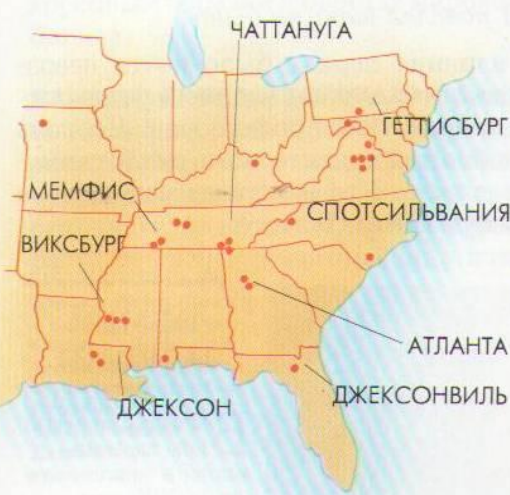 ЧАТТАНУГА
ГЕТТИСБУРГ
МЕМФИС
СПОТСИЛЬВАНИЯ
ВИКСБУРГ
АТЛАНТА
ДЖЕКСОНВИЛЬ
ДЖЕКСОН